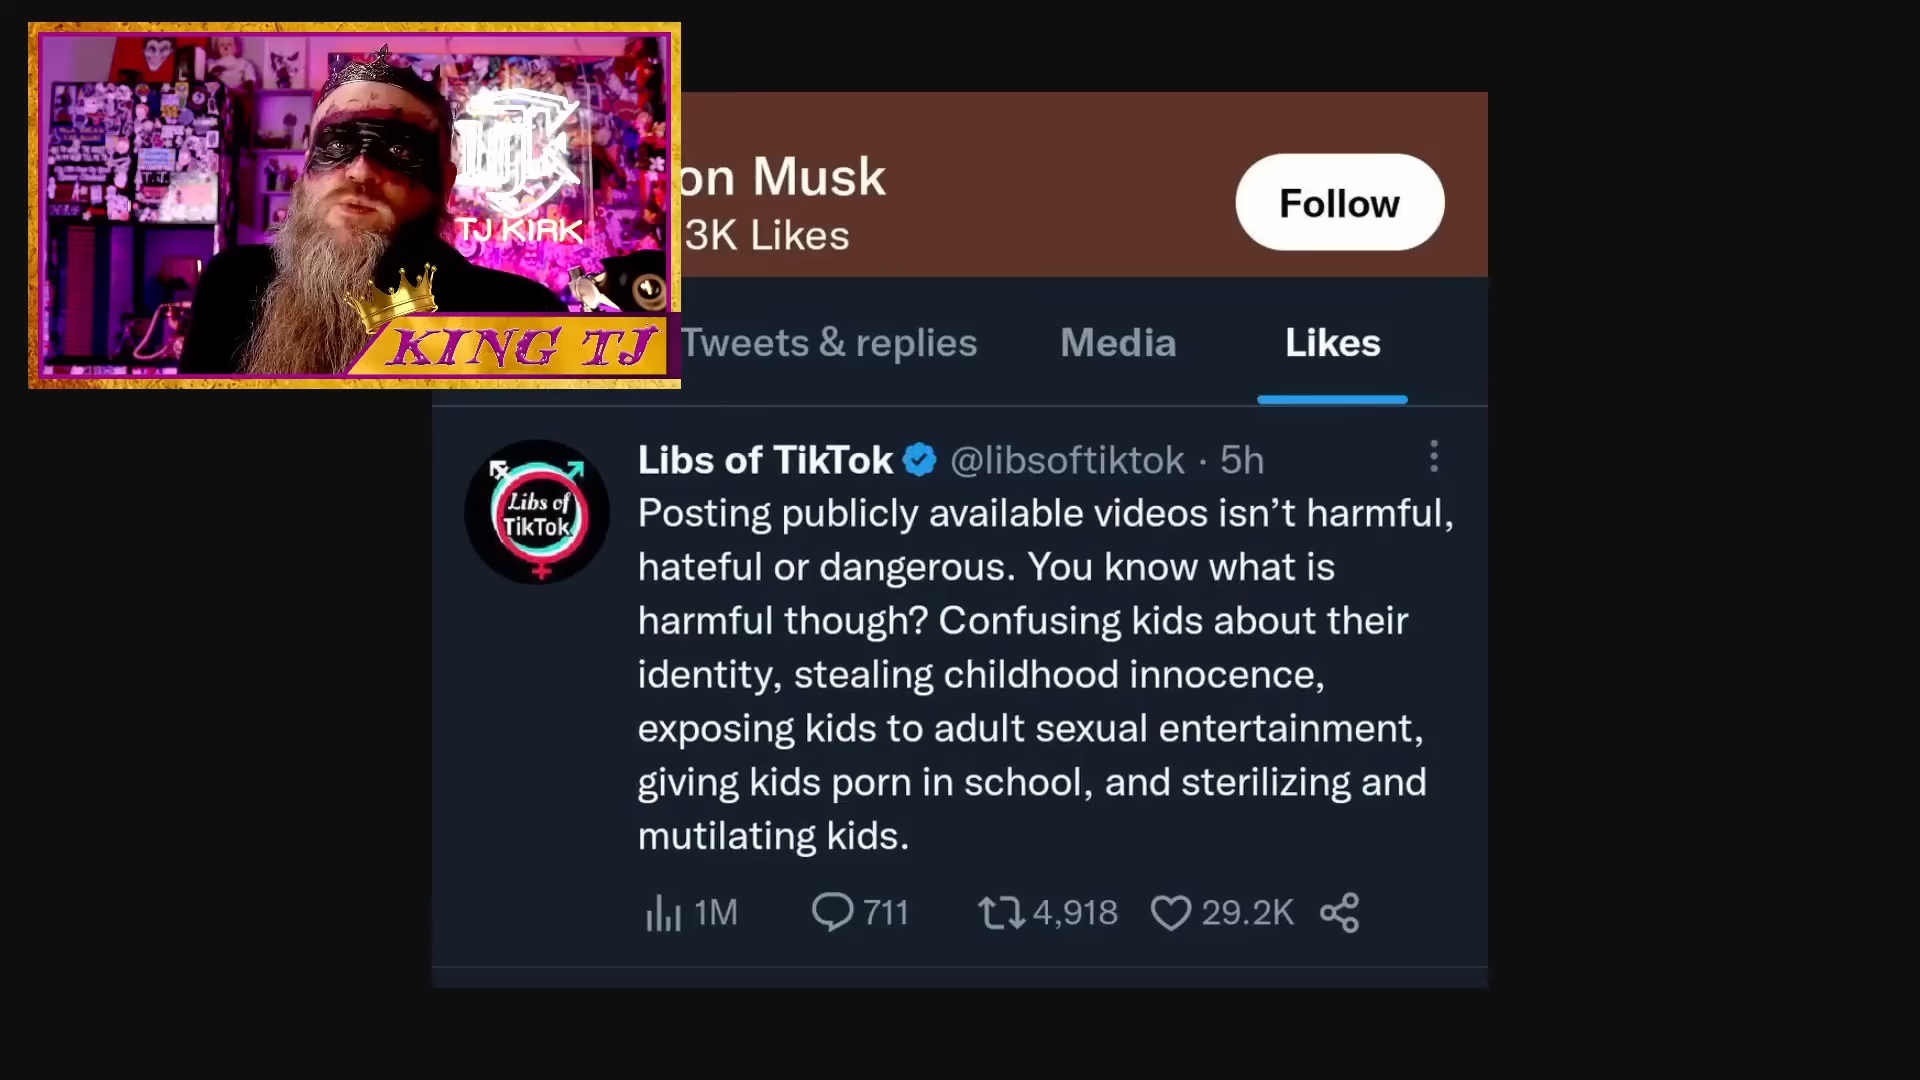 TJ KIRK
KING TJ
on Musk
3K Likes
Follow
Tweets & replies
Media
Likes
Libs of TikTok @libsoftiktok · 5h
Libs of
TikTok
Posting publicly available videos isn’t harmful,
hateful or dangerous. You know what is
harmful though? Confusing kids about their
identity, stealing childhood innocence,
exposing kids to adult sexual entertainment,
giving kids porn in school, and sterilizing and
mutilating kids.
1M
711
4,918
29.2K